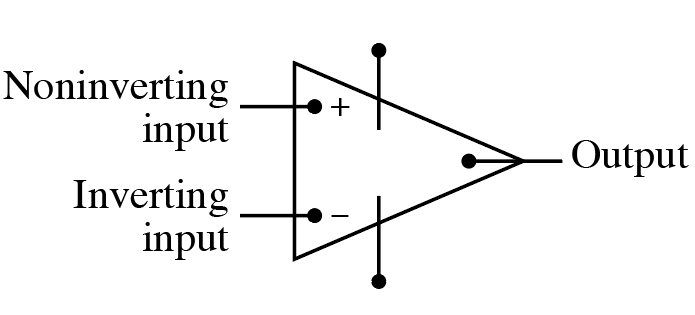 Noninverting
input
+
Output
Inverting
input
−